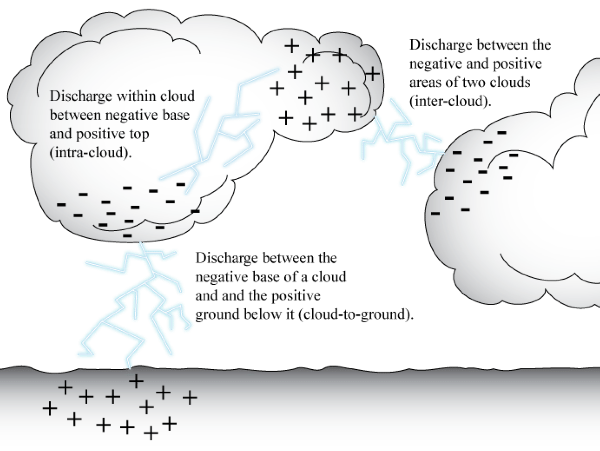 Discharge between the
negative and positive
areas of two clouds
(inter-cloud).
Discharge within cloud
between negative base
and positive top
(intra-cloud).
Discharge between the
negative base of a cloud
and and the positive
ground below it (cloud-to-ground).